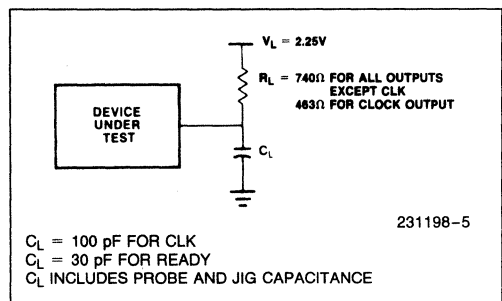 V_L = 2.25V
R_L = 740Ω FOR ALL OUTPUTS
EXCEPT CLK
463Ω FOR CLOCK OUTPUT
DEVICE
UNDER
TEST
C_L
231198-5
C_L = 100 pF FOR CLK
C_L = 30 pF FOR READY
C_L INCLUDES PROBE AND JIG CAPACITANCE